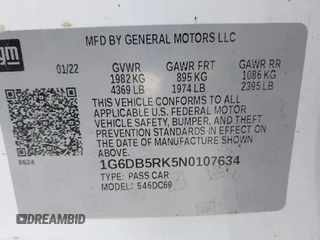 MFD BY GENERAL MOTORS LLC
gm
01/22 GVWR GAWR FRT GAWR RR
1982 KG 895 KG 1086 KG
4369 LB 1974 LB 2395 LB
THIS VEHICLE CONFORMS TO ALL
APPLICABLE U.S. FEDERAL MOTOR
VEHICLE SAFETY, BUMPER, AND THEFT
PREVENTION STANDARDS IN EFFECT ON
THE DATE OF MANUFACTURE SHOWN ABOVE.
8624
1G6DB5RK5N0107634
TYPE: PASS CAR
MODEL: 546DC69
DREAMBID